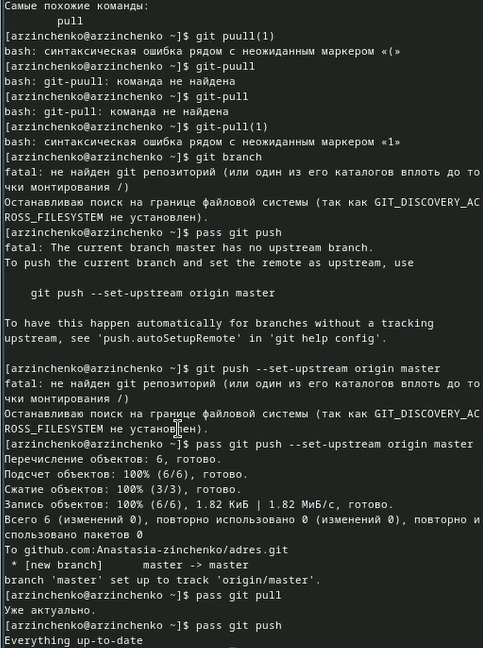 Самые похожие команды:
        pull
[arzinchenko@arzinchenko ~]$ git puull(1)
bash: синтаксическая ошибка рядом с неожиданным маркером «(»
[arzinchenko@arzinchenko ~]$ git-puull
bash: git-puull: команда не найдена
[arzinchenko@arzinchenko ~]$ git-pull
bash: git-pull: команда не найдена
[arzinchenko@arzinchenko ~]$ git-pull(1)
bash: синтаксическая ошибка рядом с неожиданным маркером «1»
[arzinchenko@arzinchenko ~]$ git branch
fatal: не найден git репозиторий (или один из его каталогов вплоть до то
чки монтирования /)
Останавливаю поиск на границе файловой системы (так как GIT_DISCOVERY_AC
ROSS_FILESYSTEM не установлен).
[arzinchenko@arzinchenko ~]$ pass git push
fatal: The current branch master has no upstream branch.
To push the current branch and set the remote as upstream, use

    git push --set-upstream origin master

To have this happen automatically for branches without a tracking
upstream, see 'push.autoSetupRemote' in 'git help config'.

[arzinchenko@arzinchenko ~]$ git push --set-upstream origin master
fatal: не найден git репозиторий (или один из его каталогов вплоть до то
чки монтирования /)
Останавливаю поиск на границе файловой системы (так как GIT_DISCOVERY_AC
ROSS_FILESYSTEM не установлен).
[arzinchenko@arzinchenko ~]$ pass git push --set-upstream origin master
Перечисление объектов: 6, готово.
Подсчет объектов: 100% (6/6), готово.
Сжатие объектов: 100% (3/3), готово.
Запись объектов: 100% (6/6), 1.82 КиБ | 1.82 МиБ/с, готово.
Всего 6 (изменений 0), повторно использовано 0 (изменений 0), повторно и
спользовано пакетов 0
To github.com:Anastasia-zinchenko/adres.git
 * [new branch]      master -> master
branch 'master' set up to track 'origin/master'.
[arzinchenko@arzinchenko ~]$ pass git pull
Уже актуально.
[arzinchenko@arzinchenko ~]$ pass git push
Everything up-to-date